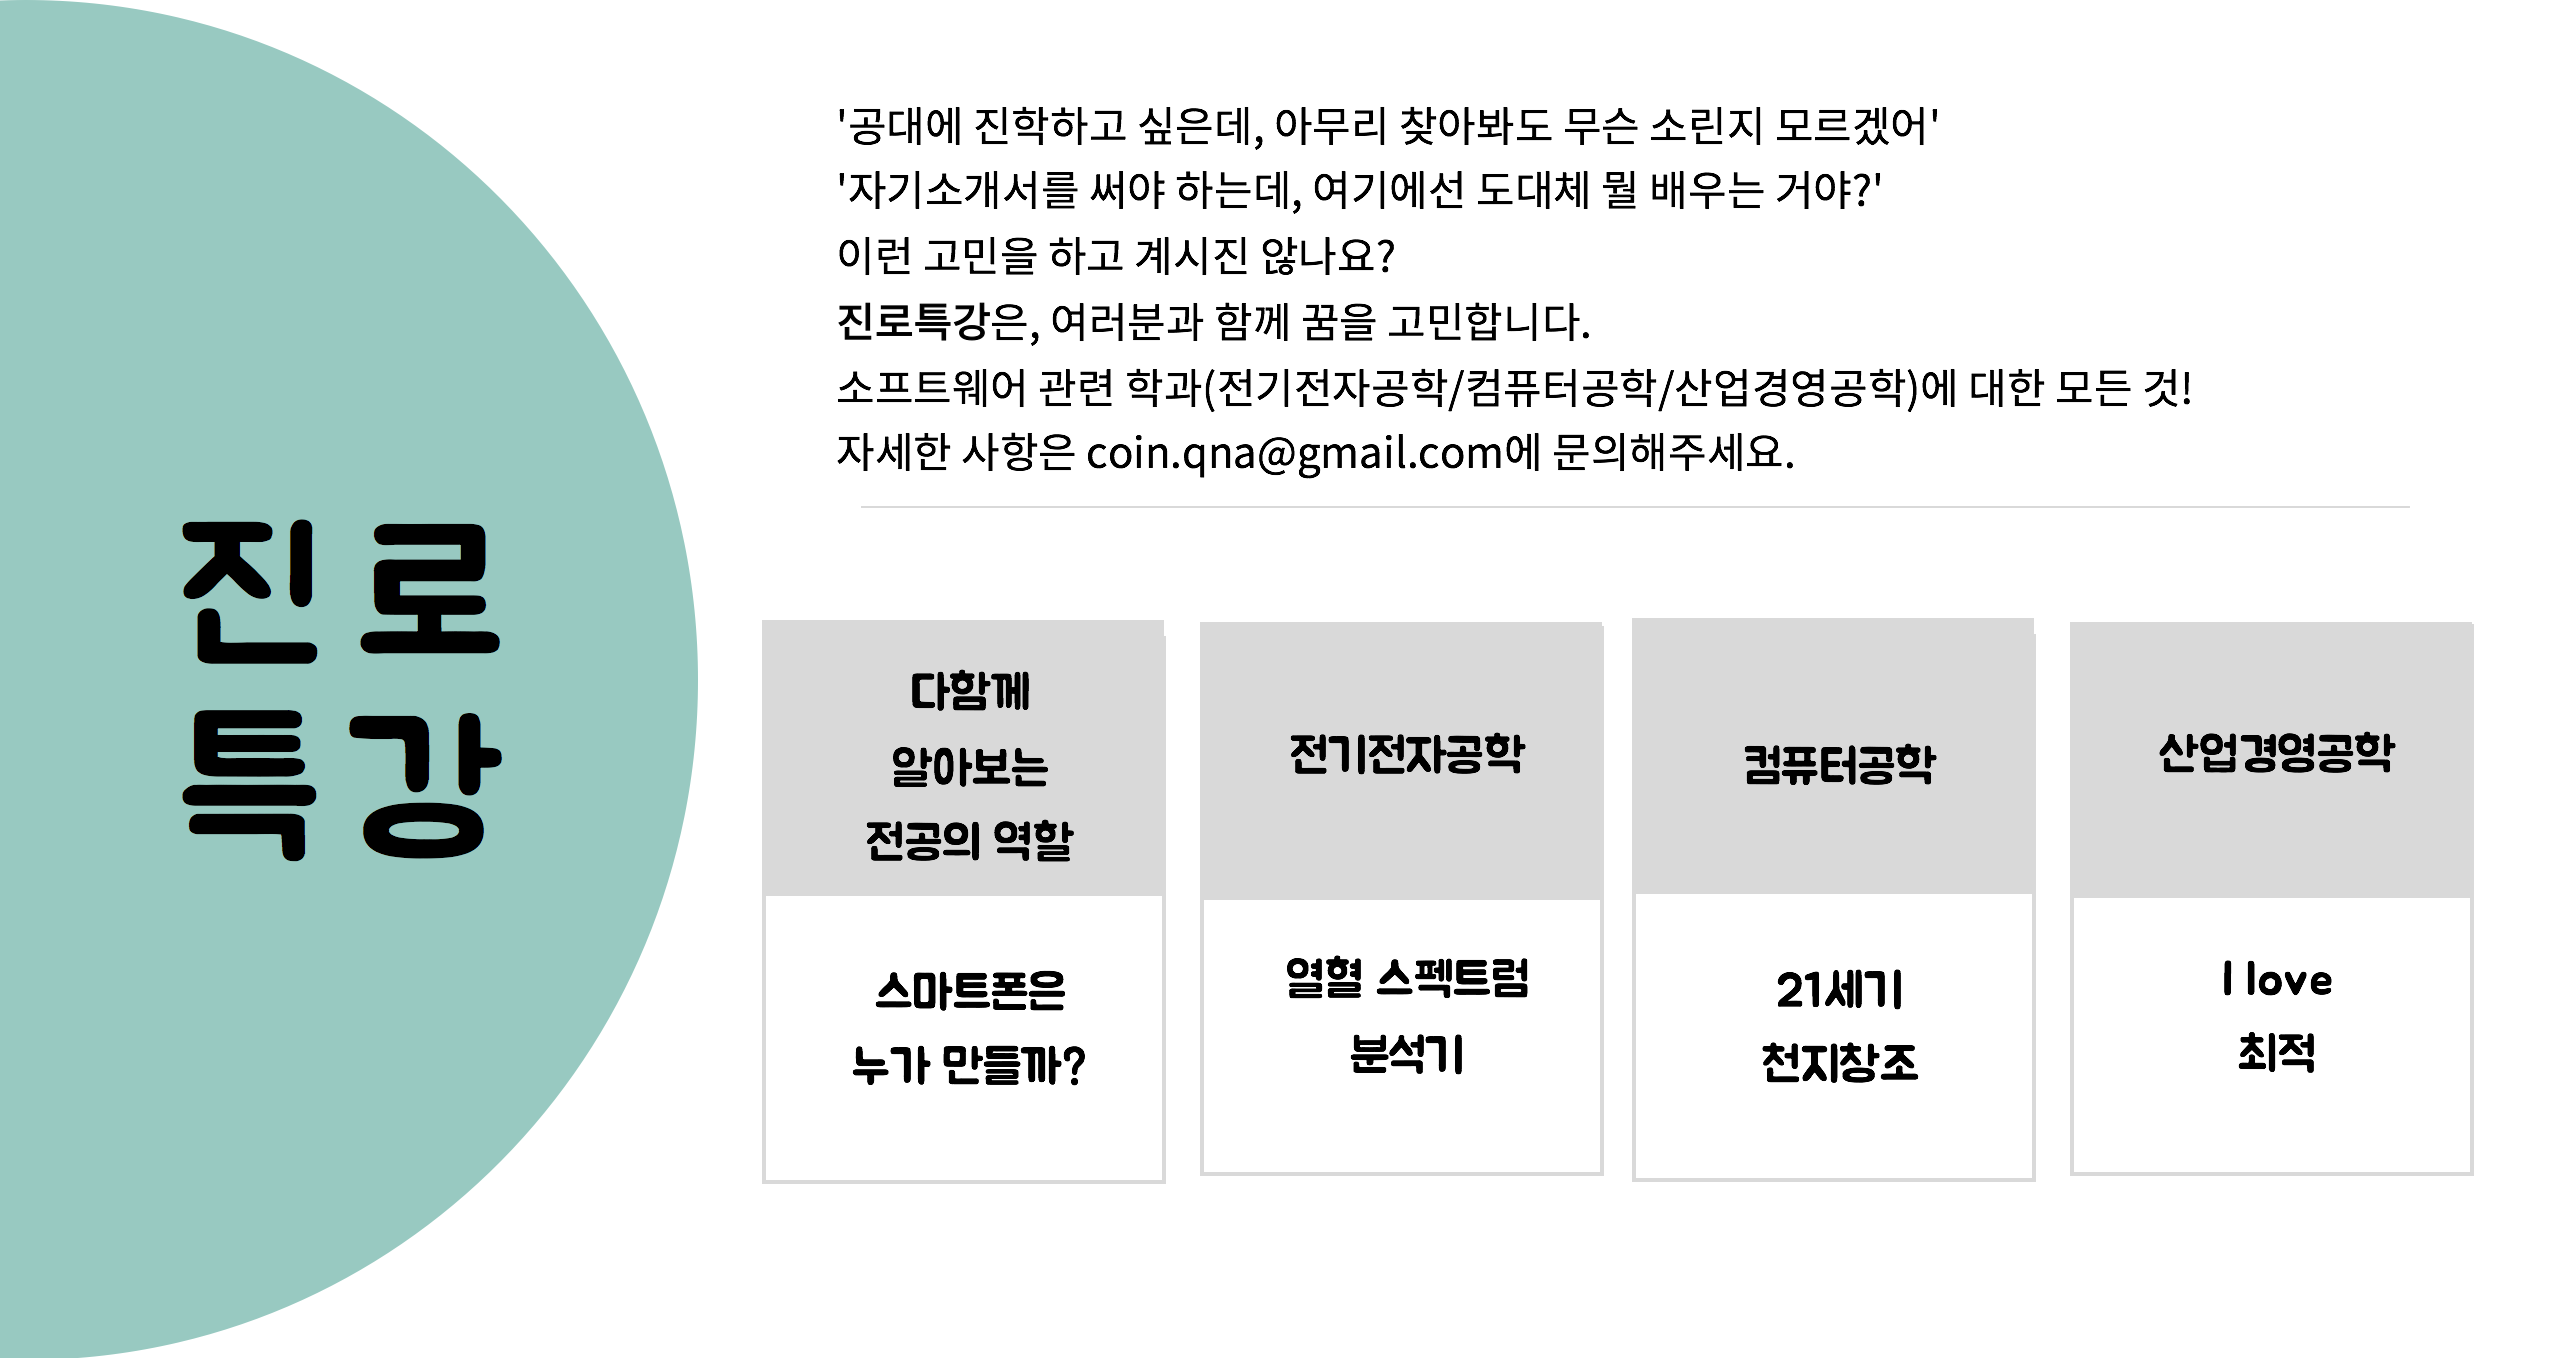 진로
특강
'공대에 진학하고 싶은데, 아무리 찾아봐도 무슨 소린지 모르겠어'
'자기소개서를 써야 하는데, 여기에선 도대체 뭘 배우는 거야?'
이런 고민을 하고 계시진 않나요?
진로특강은, 여러분과 함께 꿈을 고민합니다.
소프트웨어 관련 학과(전기전자공학/컴퓨터공학/산업경영공학)에 대한 모든 것!
자세한 사항은 coin.qna@gmail.com에 문의해주세요.
다함께
알아보는
전공의 역할
스마트폰은
누가 만들까?
전기전자공학
열혈 스펙트럼
분석기
컴퓨터공학
21세기
천지창조
산업경영공학
I love
최적